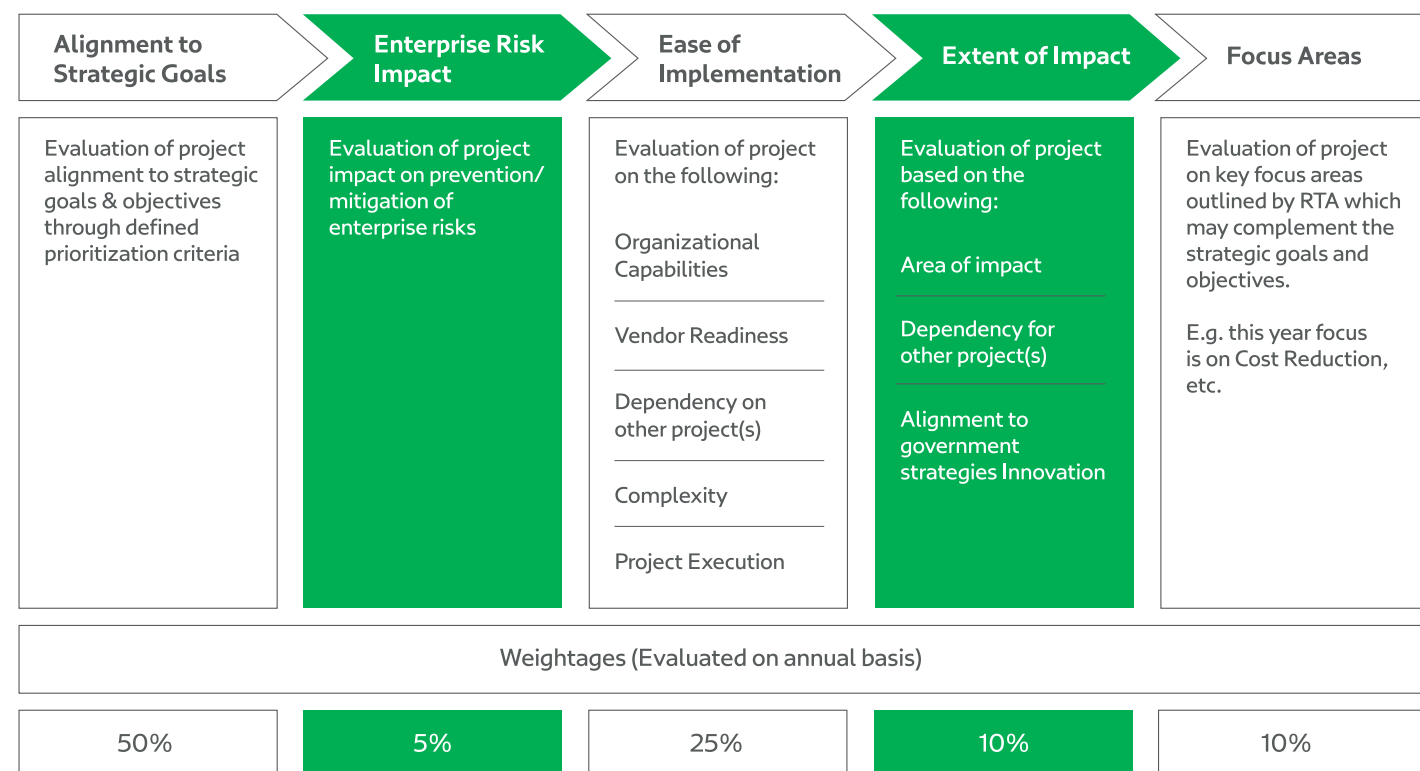 Alignment to
Strategic Goals
Enterprise Risk
Impact
Ease of
Implementation
Extent of Impact
Focus Areas
Evaluation of project
alignment to strategic
goals & objectives
through defined
prioritization criteria
Evaluation of project
impact on prevention/
mitigation of
enterprise risks
Evaluation of project
on the following:
Organizational
Capabilities
Vendor Readiness
Dependency on
other project(s)
Complexity
Project Execution
Evaluation of project
based on the
following:
Area of impact
Dependency for
other project(s)
Alignment to
government
strategies Innovation
Evaluation of project
on key focus areas
outlined by RTA which
may complement the
strategic goals and
objectives.
E.g. this year focus
is on Cost Reduction,
etc.
Weightages (Evaluated on annual basis)
50%
5%
25%
10%
10%